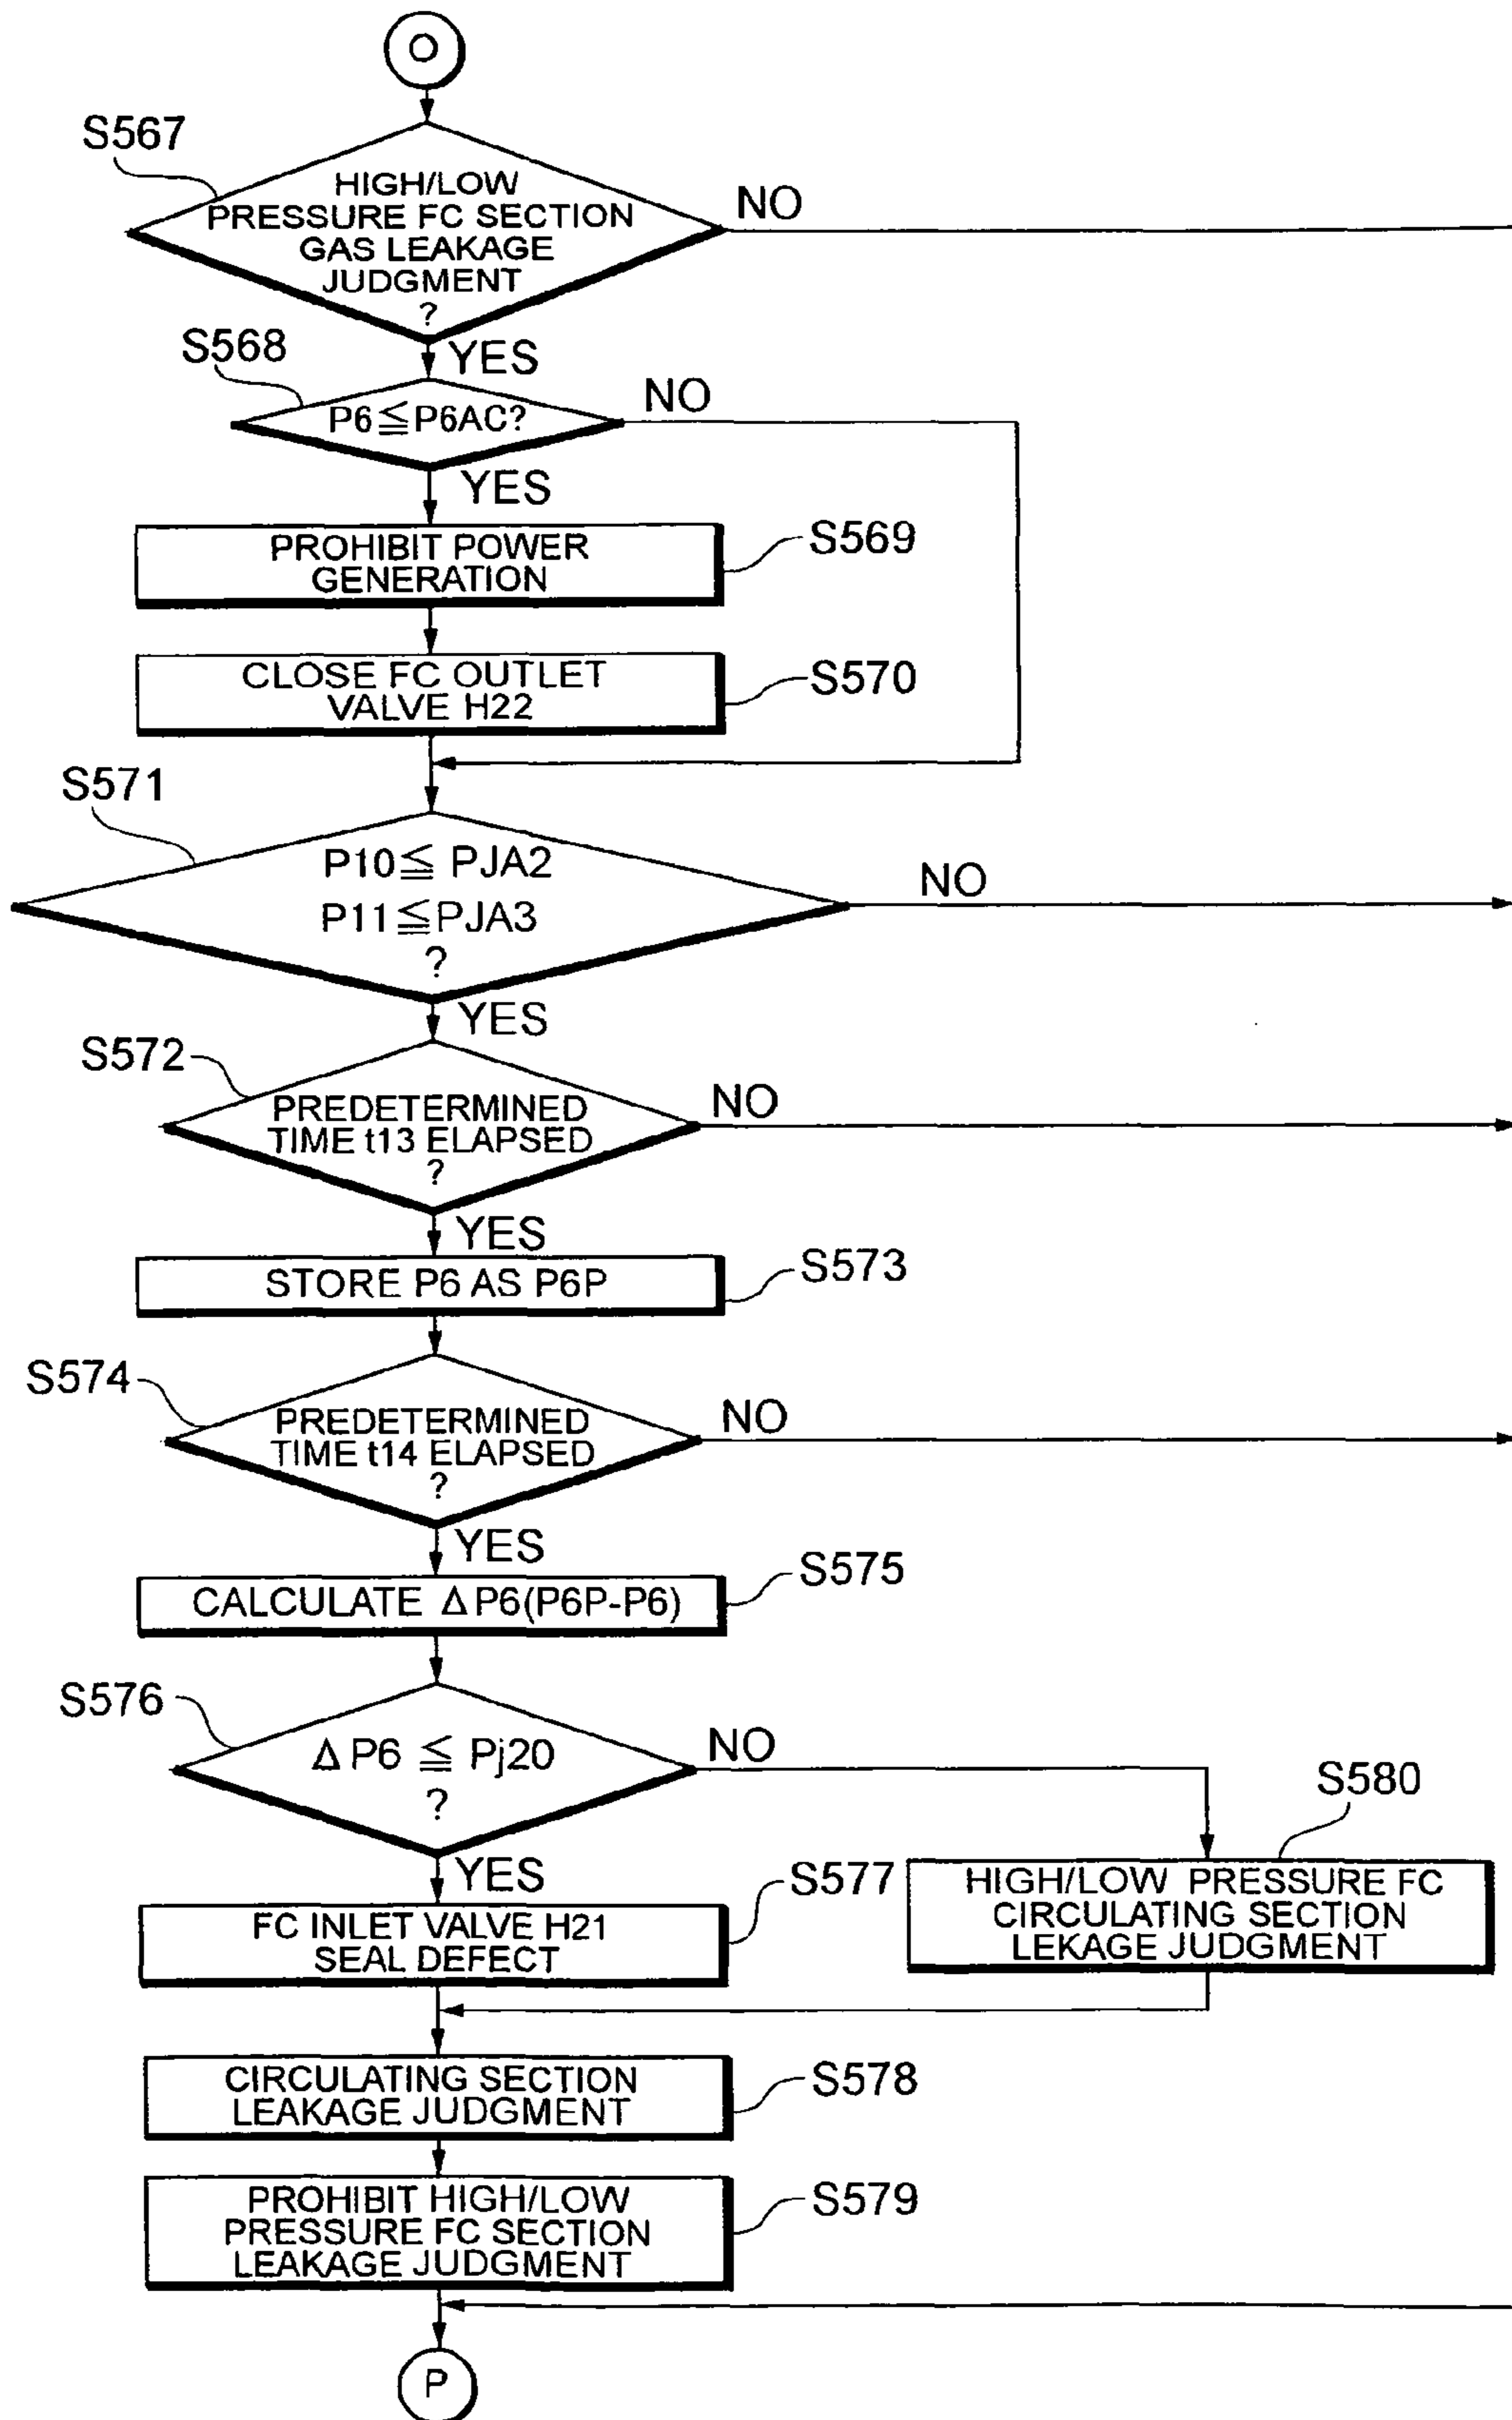 O
S567
HIGH/LOW
PRESSURE FC SECTION
GAS LEAKAGE
JUDGMENT
?
NO
YES
S568
P6≦P6AC?
NO
YES
PROHIBIT POWER
GENERATION
S569
CLOSE FC OUTLET
VALVE H22
S570
S571
P10≦ PJA2
P11≦PJA3
?
NO
YES
S572
PREDETERMINED
TIME t13 ELAPSED
?
NO
YES
STORE P6 AS P6P
S573
S574
PREDETERMINED
TIME t14 ELAPSED
?
NO
YES
CALCULATE ΔP6(P6P-P6)
S575
S576
ΔP6 ≦ Pj20
?
NO
YES
S580
HIGH/LOW PRESSURE FC
CIRCULATING SECTION
LEKAGE JUDGMENT
S577
FC INLET VALVE H21
SEAL DEFECT
CIRCULATING SECTION
LEAKAGE JUDGMENT
S578
PROHIBIT HIGH/LOW
PRESSURE FC SECTION
LEAKAGE JUDGMENT
S579
P